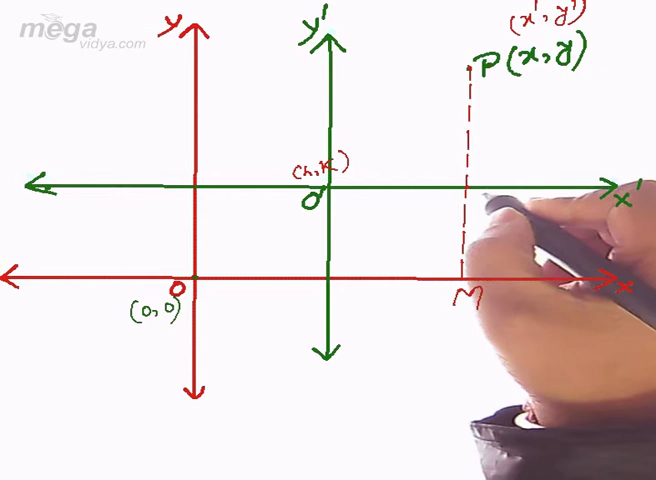 mega
vidya.com
y
y'
(x', y')
P(x, y)
(h, k)
O'
x'
O
x
(0, 0)
M